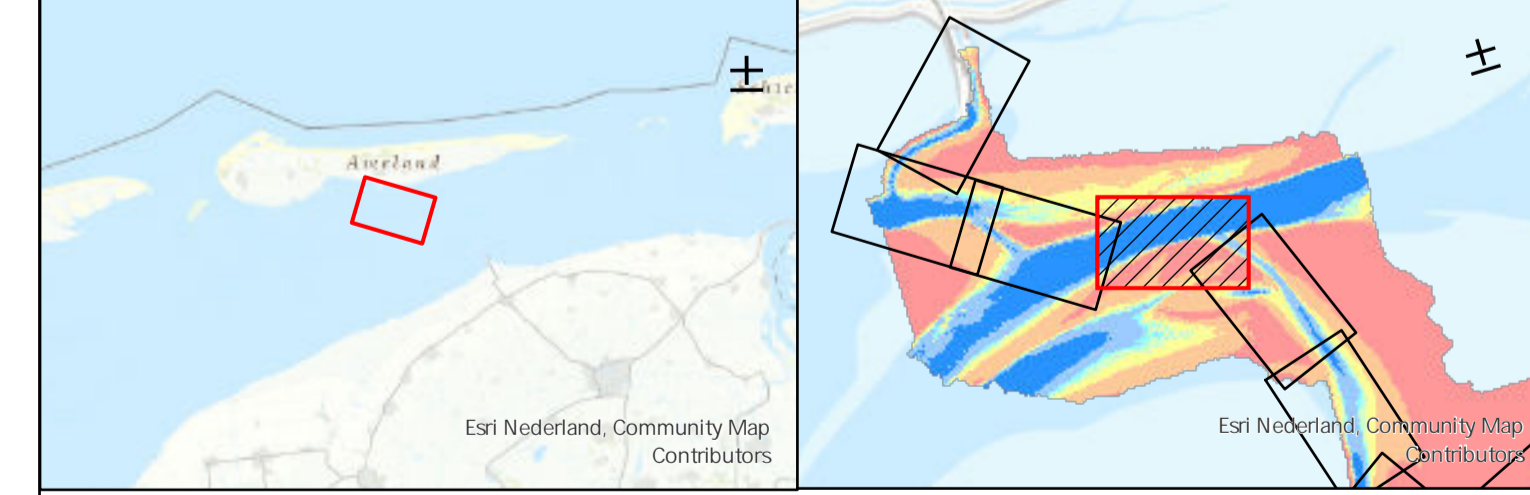 Ameland
Esri Nederland, Community Map
Contributors
Esri Nederland, Community Map
Contributors